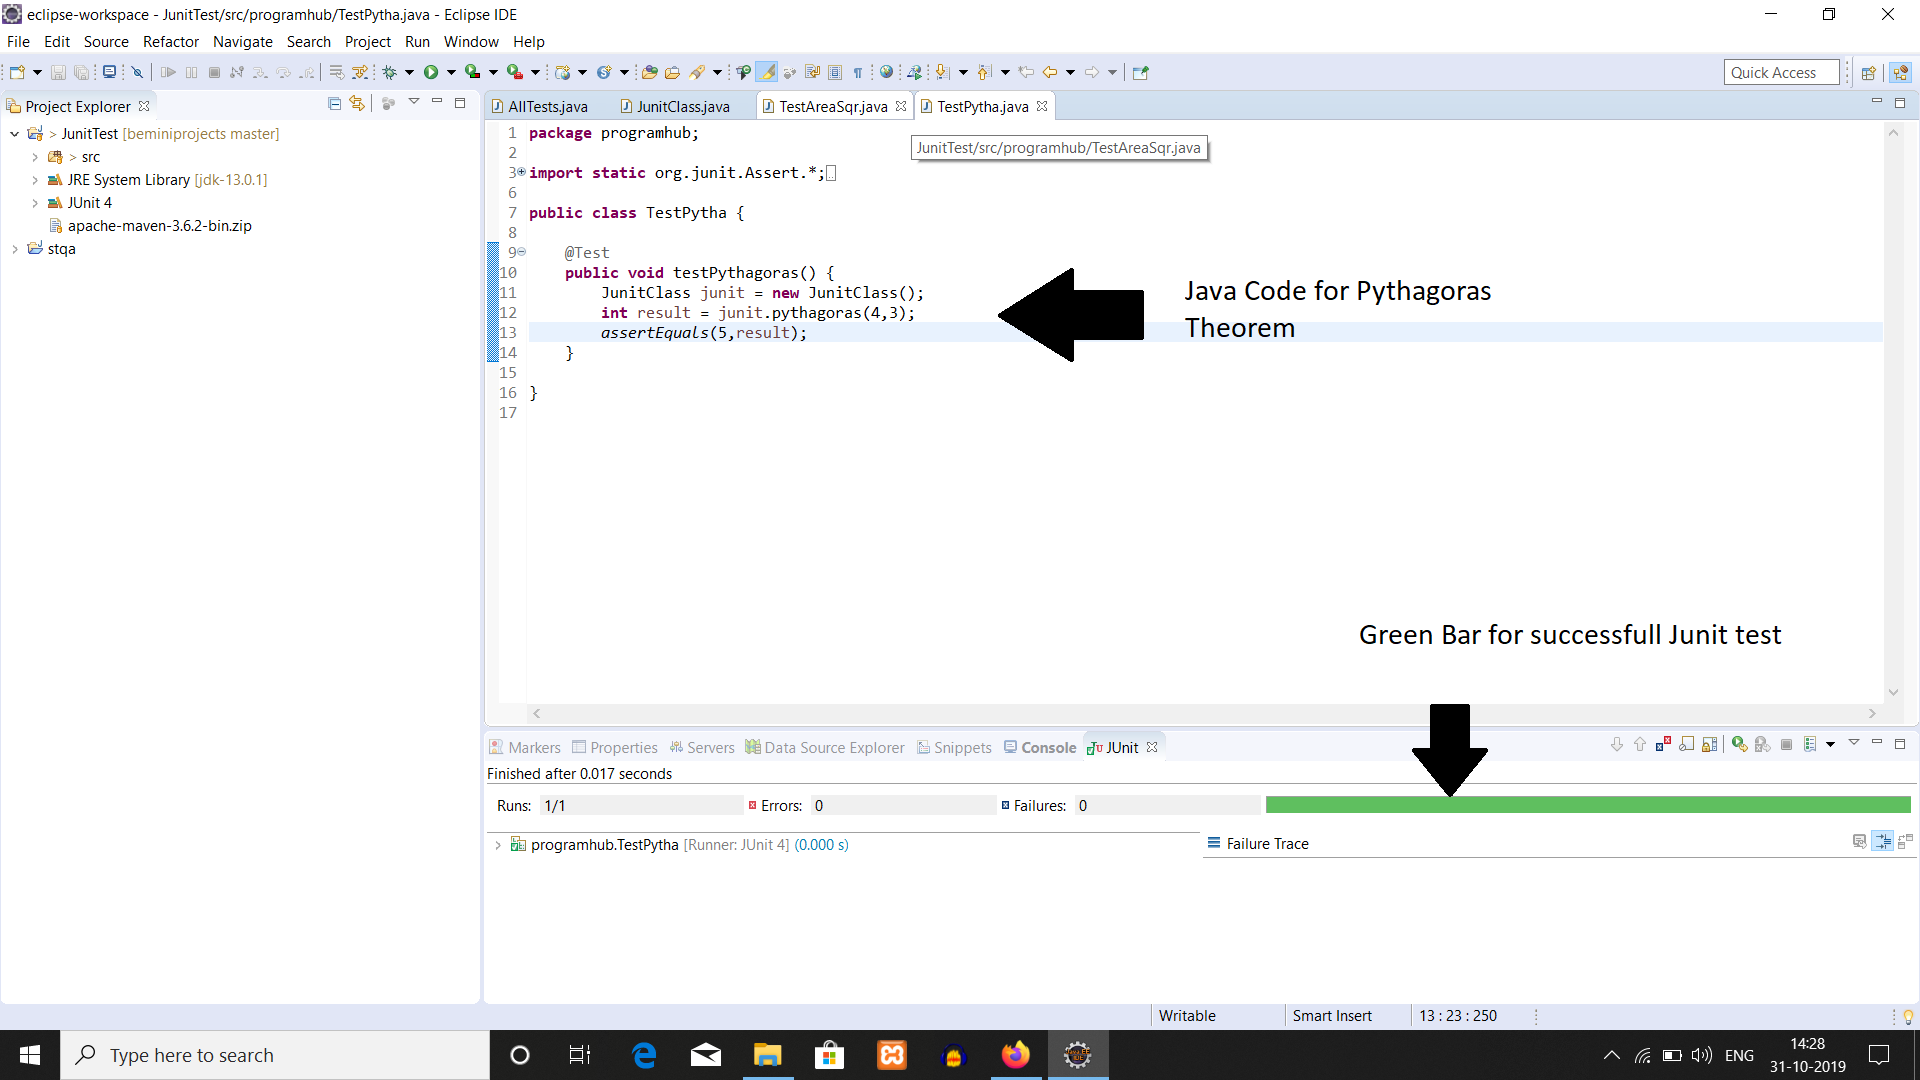 eclipse-workspace - JunitTest/src/programhub/TestPytha.java - Eclipse IDE
File Edit Source Refactor Navigate Search Project Run Window Help
Quick Access
Project Explorer
> JunitTest [beminiprojects master]
> src
JRE System Library [jdk-13.0.1]
JUnit 4
apache-maven-3.6.2-bin.zip
stqa
AllTests.java JunitClass.java TestAreaSqr.java TestPytha.java
JunitTest/src/programhub/TestAreaSqr.java
1 package programhub;
2
3 import static org.junit.Assert.*;
6
7 public class TestPytha {
8
9 @Test
10 public void testPythagoras() {
11 JunitClass junit = new JunitClass();
12 int result = junit.pythagoras(4,3);
13 assertEquals(5,result);
14 }
15
16 }
17
Java Code for Pythagoras
Theorem
Green Bar for successfull Junit test
Markers Properties Servers Data Source Explorer Snippets Console JUnit
Finished after 0.017 seconds
Runs: 1/1 Errors: 0 Failures: 0
programhub.TestPytha [Runner: JUnit 4] (0.000 s)
Failure Trace
Writable Smart Insert 13 : 23 : 250
Type here to search
ENG
14:28
31-10-2019